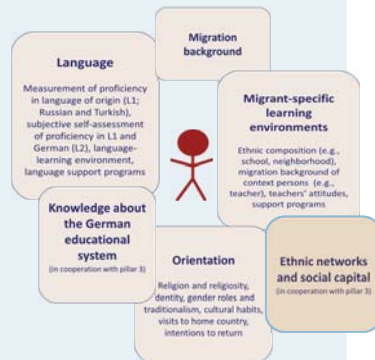 Migration
background
Language
Measurement of proficiency
in language of origin (L1;
Russian and Turkish),
subjective self-assessment
of proficiency in L1 and
German (L2), language-
learning environment,
language support programs
Migrant-specific
learning
environments
Ethnic composition (e.g.,
school, neighborhood),
migration background of
context persons (e.g.,
teacher), teachers' attitudes,
support programs
Knowledge about
the German
educational
system
(in cooperation with pillar 3)
Orientation
Religion and religiosity,
identity, gender roles and
traditionalism, cultural habits,
visits to home country,
intentions to return
Ethnic networks
and social capital
(in cooperation with pillar 3)